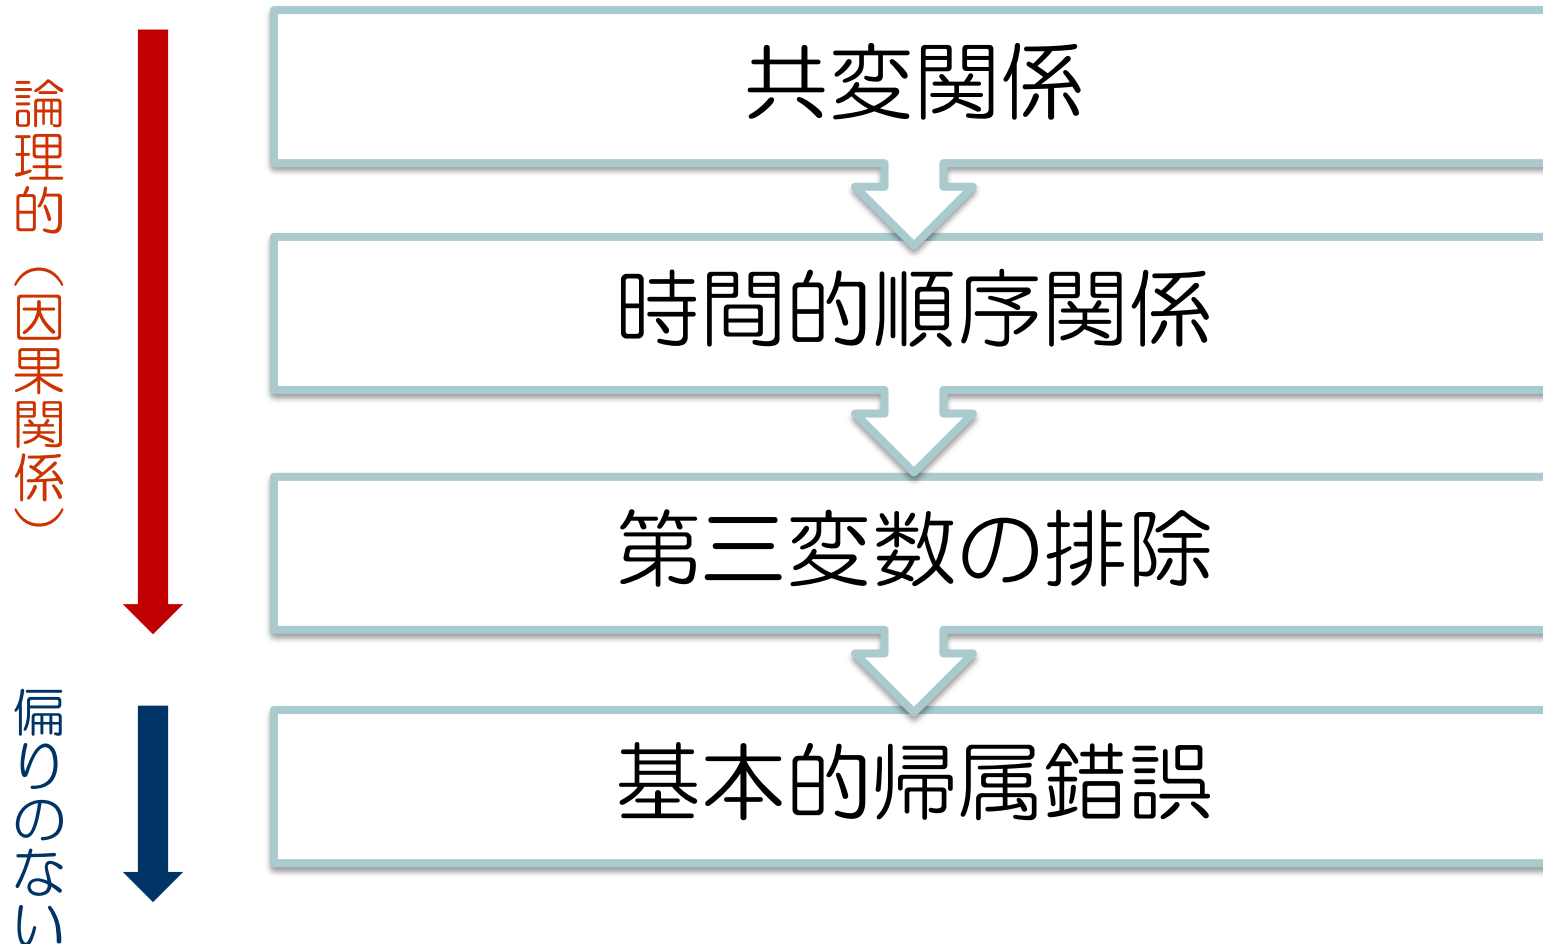 論理的（因果関係）
共変関係
時間的順序関係
第三変数の排除
偏りのない
基本的帰属錯誤